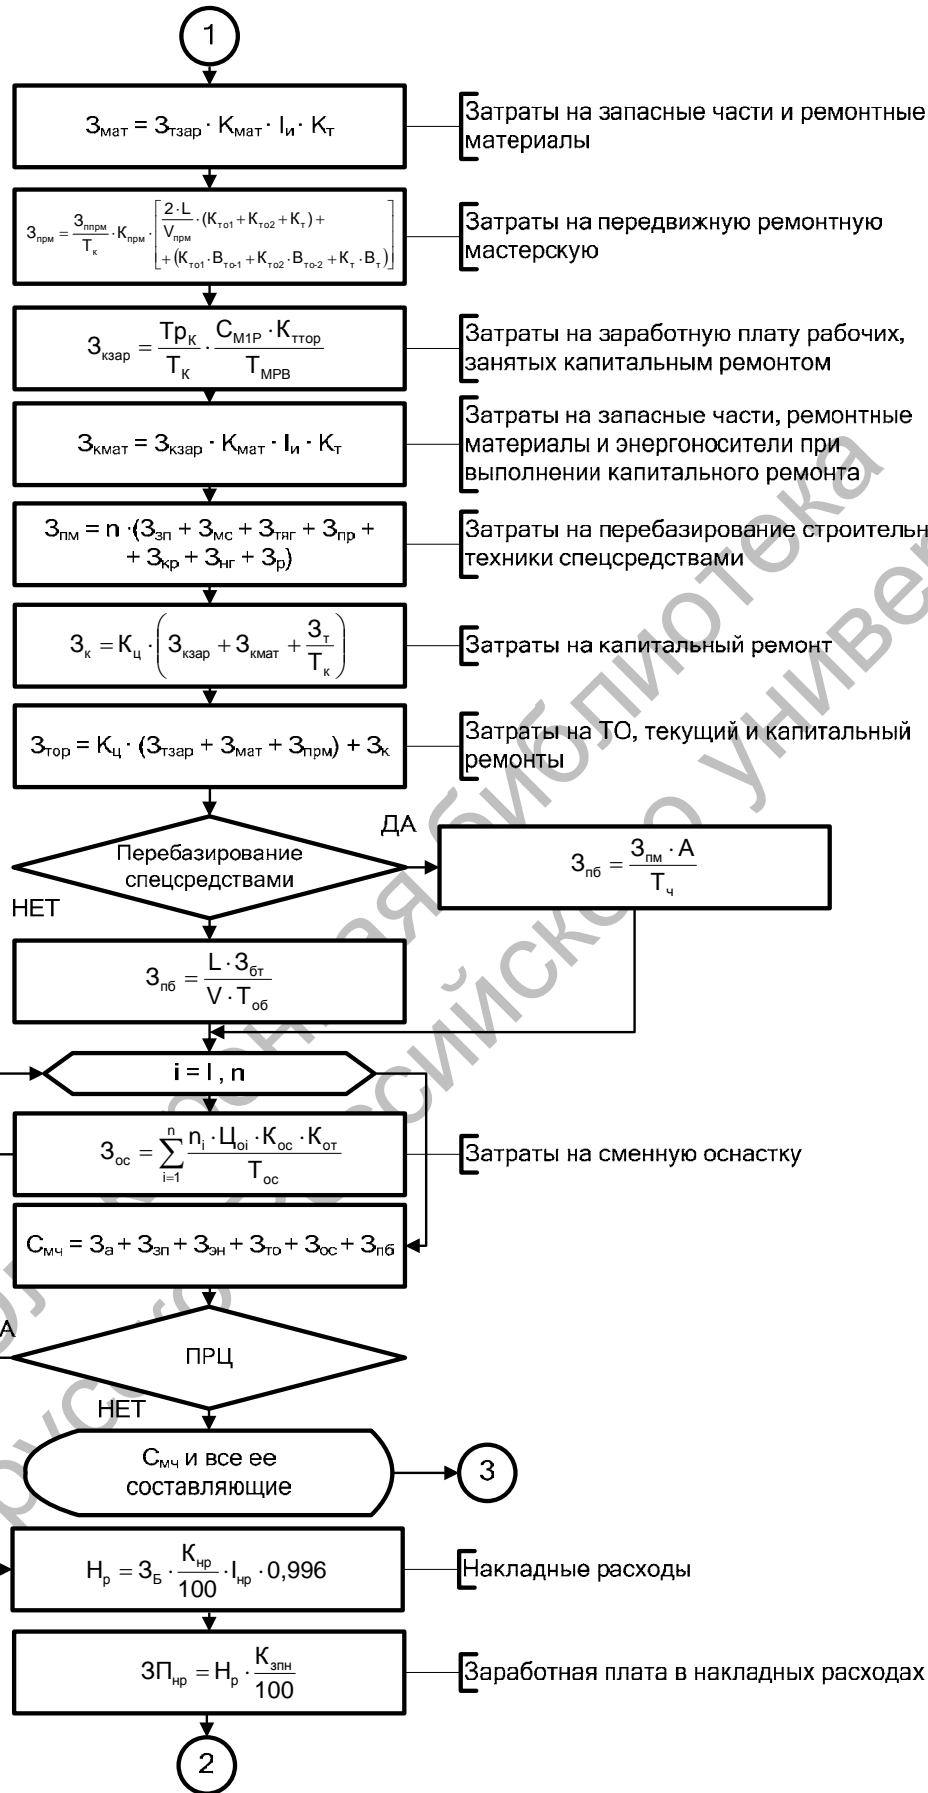 1
З_мат = З_тзар · К_мат · I_и · К_т
Затраты на запасные части и ремонтные
материалы
З_прм = З_ппрм / Т_к · К_прм · [ 2 · L / V_прм · (К_то1 + К_то2 + К_т) +
+ (К_то1 · В_то-1 + К_то2 · В_то-2 + К_т · В_т) ]
Затраты на передвижную ремонтную
мастерскую
З_кзар = Тр_К / Т_К · С_М1Р · К_ттор / Т_МРВ
Затраты на заработную плату рабочих,
занятых капитальным ремонтом
З_кмат = З_кзар · К_мат · I_и · К_т
Затраты на запасные части, ремонтные
материалы и энергоносители при
выполнении капитального ремонта
З_пм = n · (З_зп + З_мс + З_тяг + З_пр +
+ З_кр + З_нг + З_р)
Затраты на перебазирование строительн
техники спецсредствами
З_к = К_ц · ( З_кзар + З_кмат + З_т / Т_к )
Затраты на капитальный ремонт
З_тор = К_ц · (З_тзар + З_мат + З_прм) + З_к
Затраты на ТО, текущий и капитальный
ремонты
Перебазирование
спецсредствами
ДА
З_пб = З_пм · А / Т_ч
НЕТ
З_пб = L · З_бт / V · Т_об
i = I , n
З_ос = ∑_{i=1}^{n} n_i · Ц_оi · К_ос · К_от / Т_ос
Затраты на сменную оснастку
С_мч = З_а + З_зп + З_эн + З_то + З_ос + З_пб
А
ПРЦ
НЕТ
С_мч и все ее
составляющие
3
Н_р = З_Б · К_нр / 100 · I_нр · 0,996
Накладные расходы
ЗП_нр = Н_р · К_зпн / 100
Заработная плата в накладных расходах
2